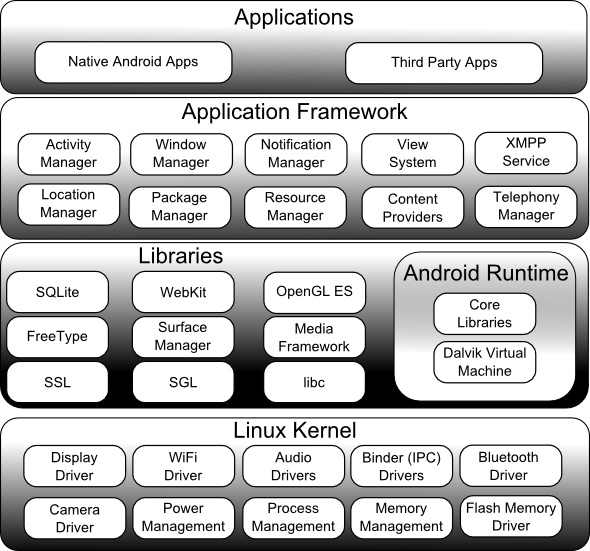 Applications
Native Android Apps
Third Party Apps
Application Framework
Activity
Manager
Window
Manager
Notification
Manager
View
System
XMPP
Service
Location
Manager
Package
Manager
Resource
Manager
Content
Providers
Telephony
Manager
Libraries
SQLite
WebKit
OpenGL ES
FreeType
Surface
Manager
Media
Framework
SSL
SGL
libc
Android Runtime
Core
Libraries
Dalvik Virtual
Machine
Linux Kernel
Display
Driver
WiFi
Driver
Audio
Drivers
Binder (IPC)
Drivers
Bluetooth
Driver
Camera
Driver
Power
Management
Process
Management
Memory
Management
Flash Memory
Driver